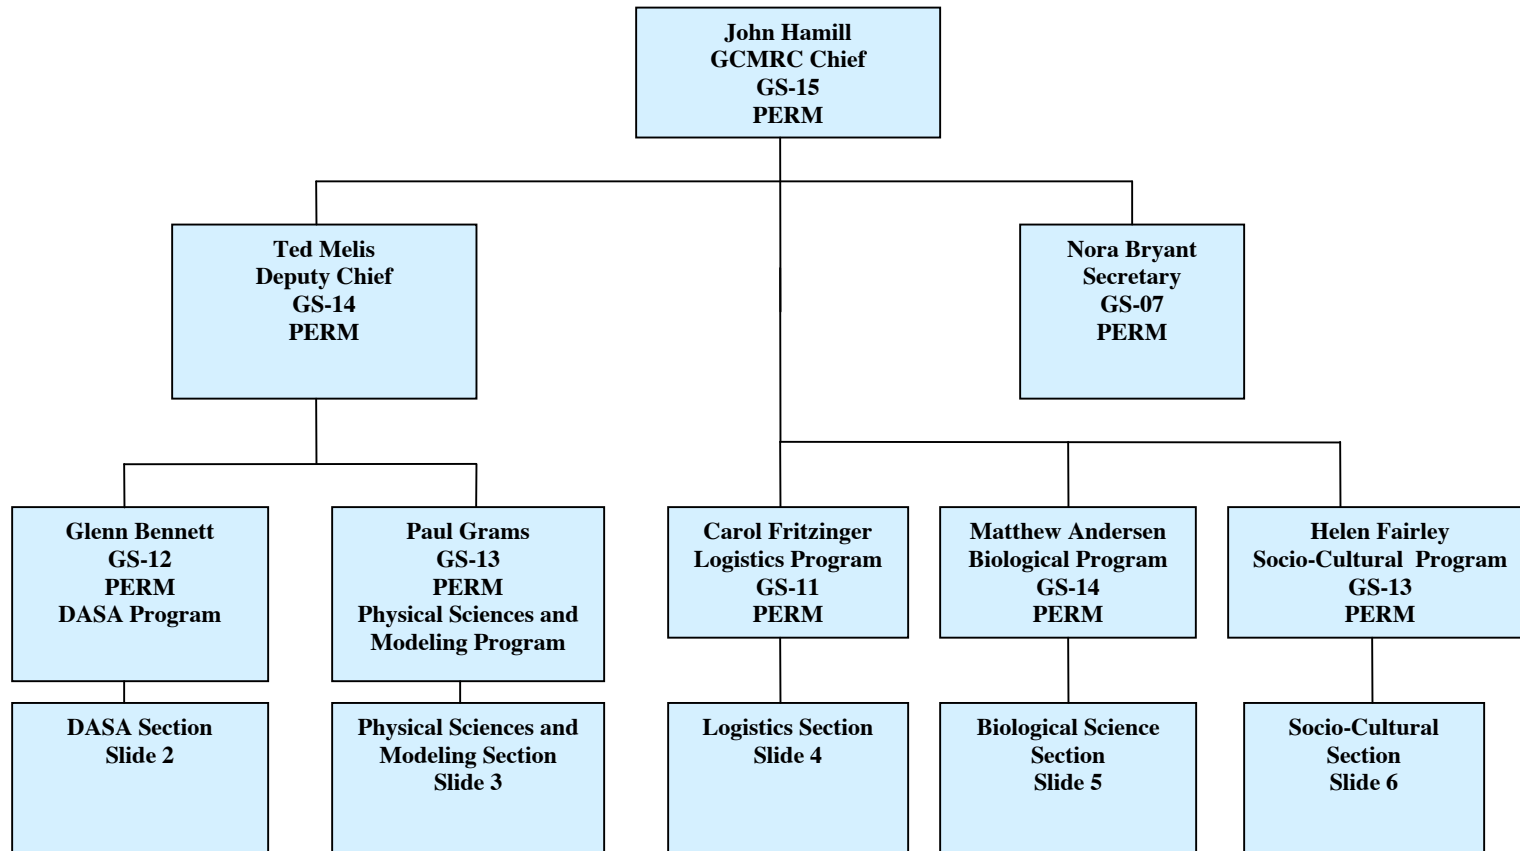 John Hamill
GCMRC Chief
GS-15
PERM
Ted Melis
Deputy Chief
GS-14
PERM
Nora Bryant
Secretary
GS-07
PERM
Glenn Bennett
GS-12
PERM
DASA Program
Paul Grams
GS-13
PERM
Physical Sciences and
Modeling Program
Carol Fritzinger
Logistics Program
GS-11
PERM
Matthew Andersen
Biological Program
GS-14
PERM
Helen Fairley
Socio-Cultural Program
GS-13
PERM
DASA Section
Slide 2
Physical Sciences and
Modeling Section
Slide 3
Logistics Section
Slide 4
Biological Science
Section
Slide 5
Socio-Cultural
Section
Slide 6